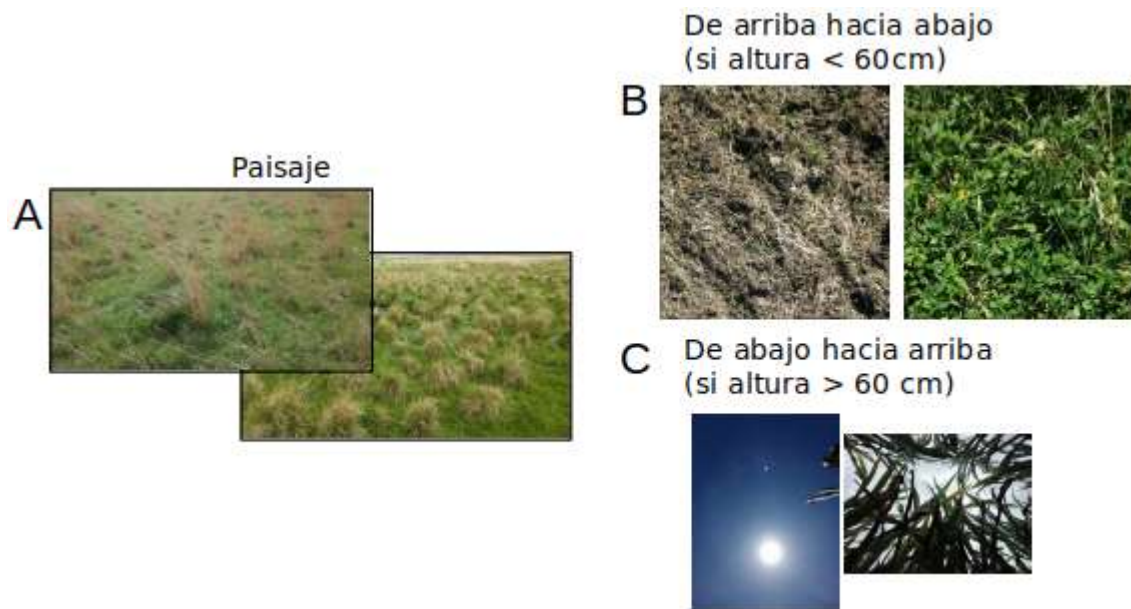 A
Paisaje
B
De arriba hacia abajo
(si altura < 60cm)
C
De abajo hacia arriba
(si altura > 60 cm)